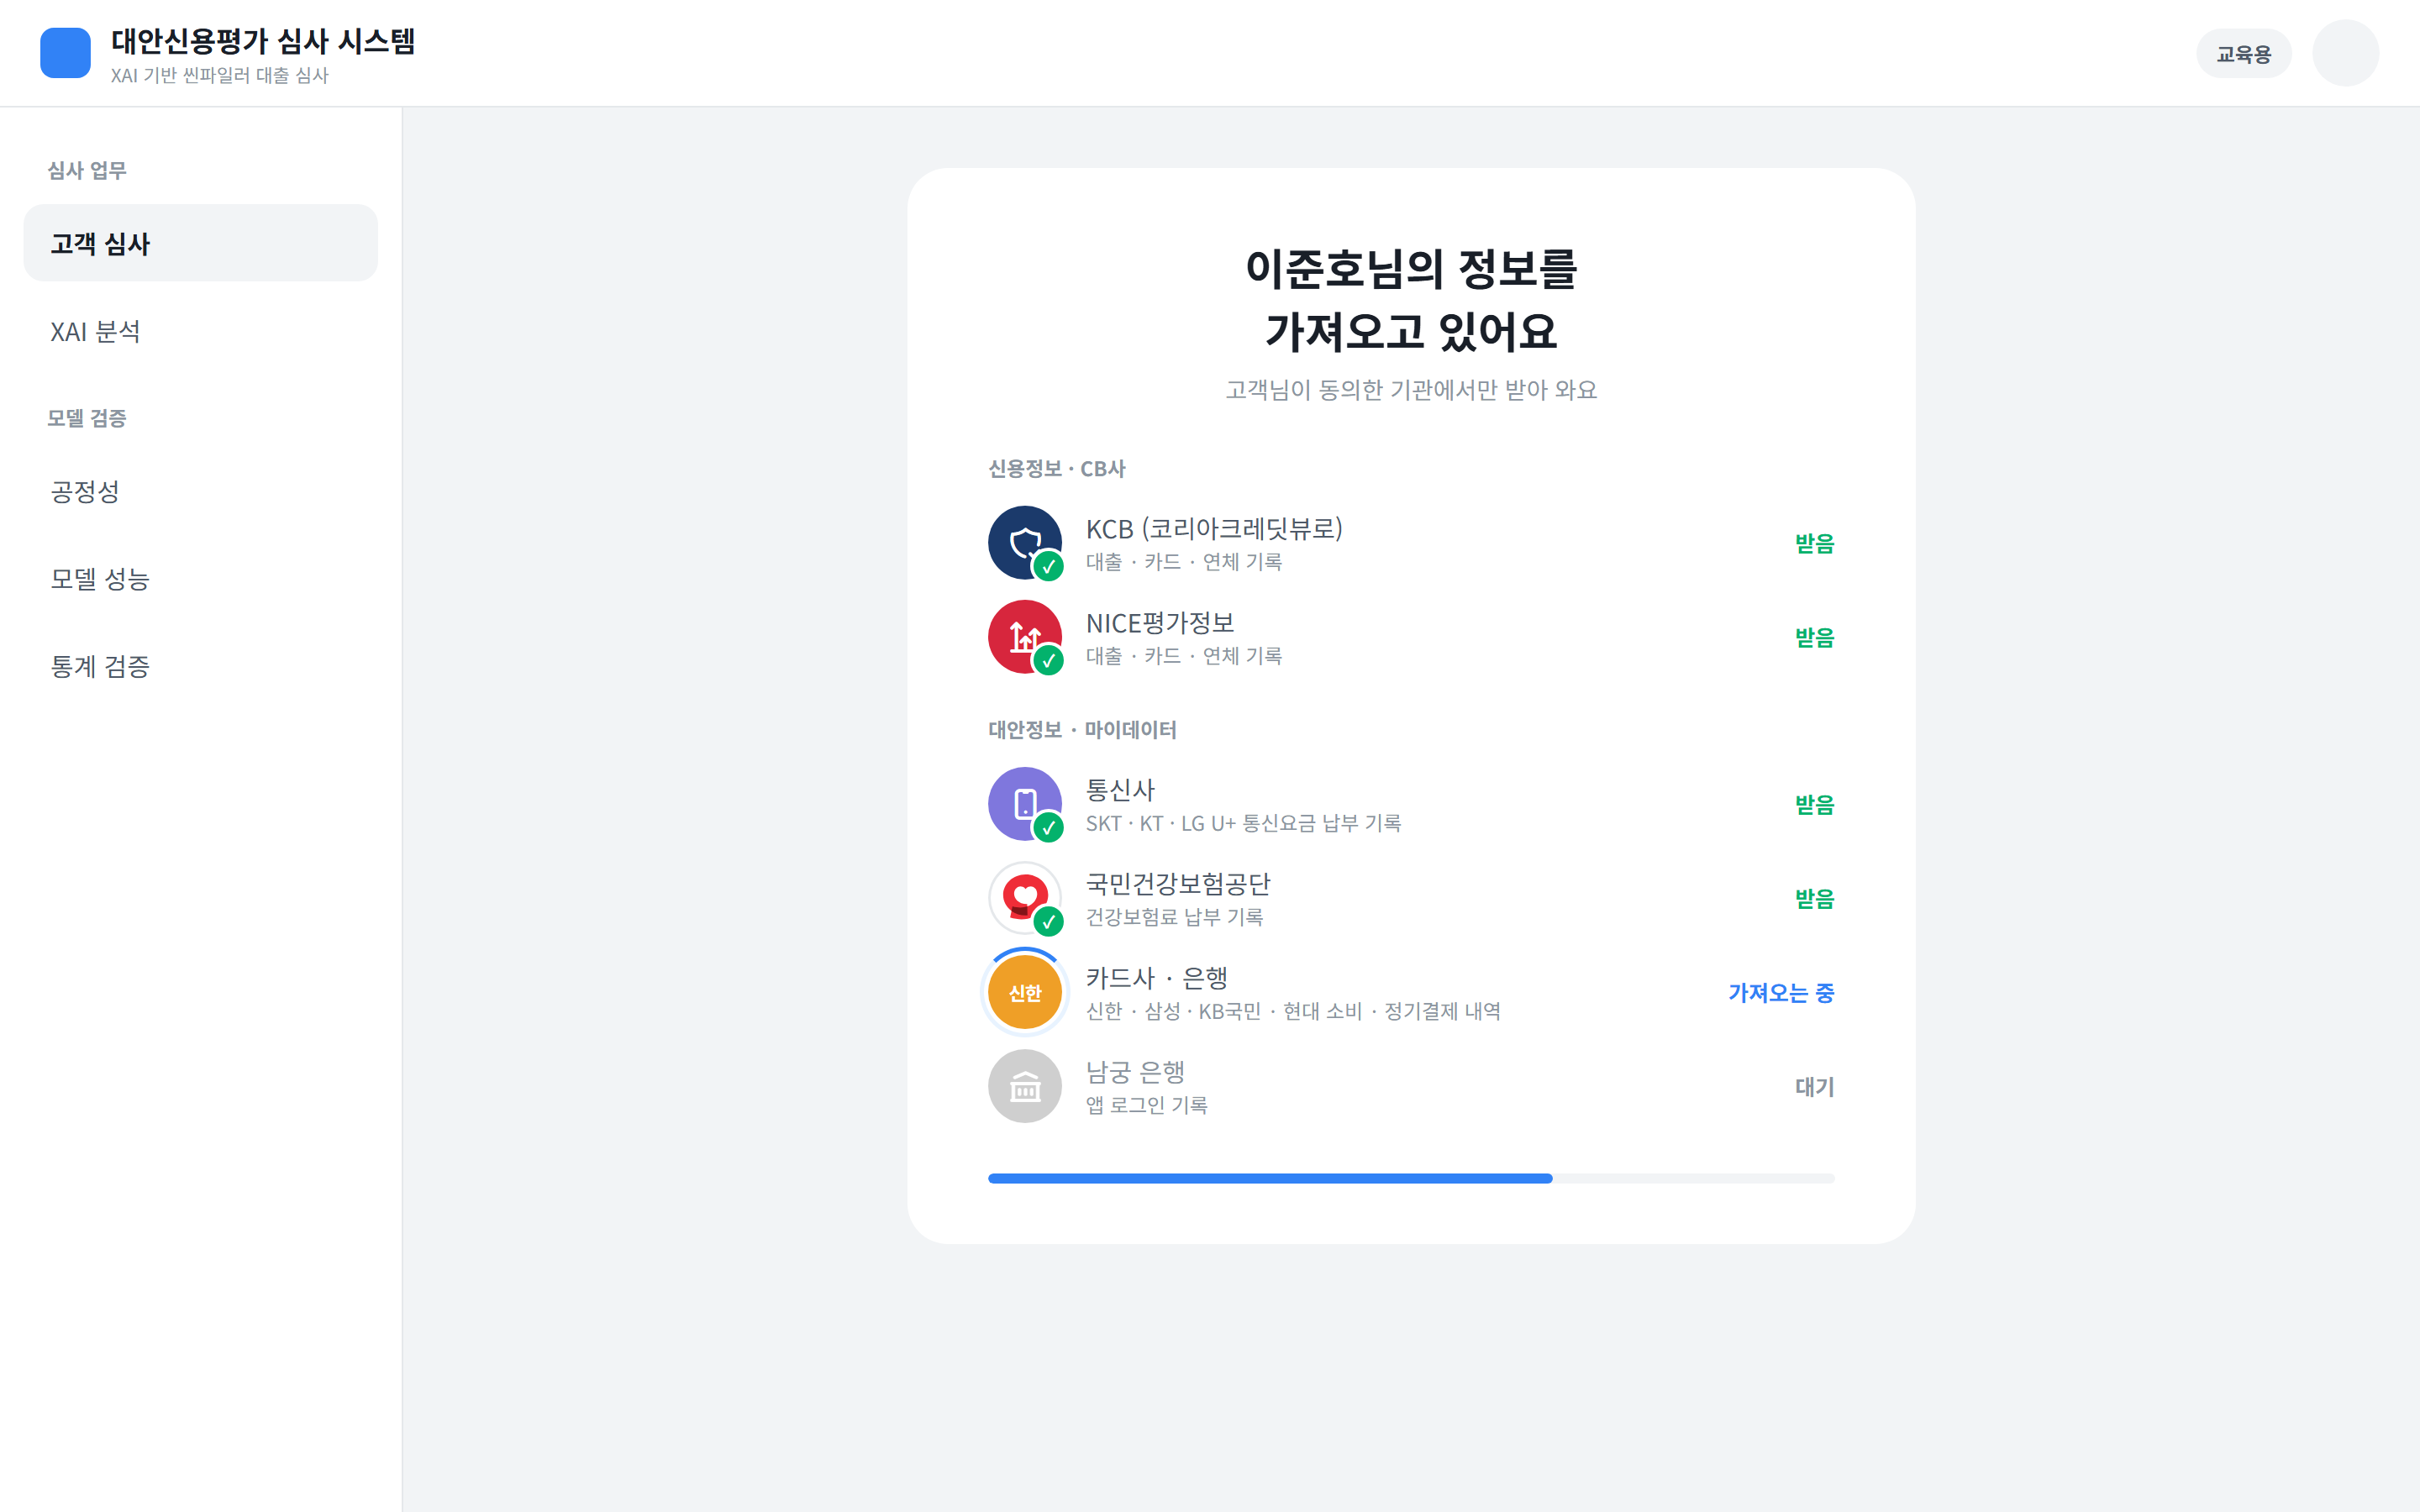 대안신용평가 심사 시스템
XAI 기반 씬파일러 대출 심사
교육용
심사 업무
고객 심사
XAI 분석
모델 검증
공정성
모델 성능
통계 검증
이준호님의 정보를
가져오고 있어요
고객님이 동의한 기관에서만 받아 와요
신용정보 · CB사
KCB (코리아크레딧뷰로)
대출 · 카드 · 연체 기록
받음
NICE평가정보
대출 · 카드 · 연체 기록
받음
대안정보 · 마이데이터
통신사
SKT · KT · LG U+ 통신요금 납부 기록
받음
국민건강보험공단
건강보험료 납부 기록
받음
신한
카드사 · 은행
신한 · 삼성 · KB국민 · 현대 소비 · 정기결제 내역
가져오는 중
남궁 은행
앱 로그인 기록
대기